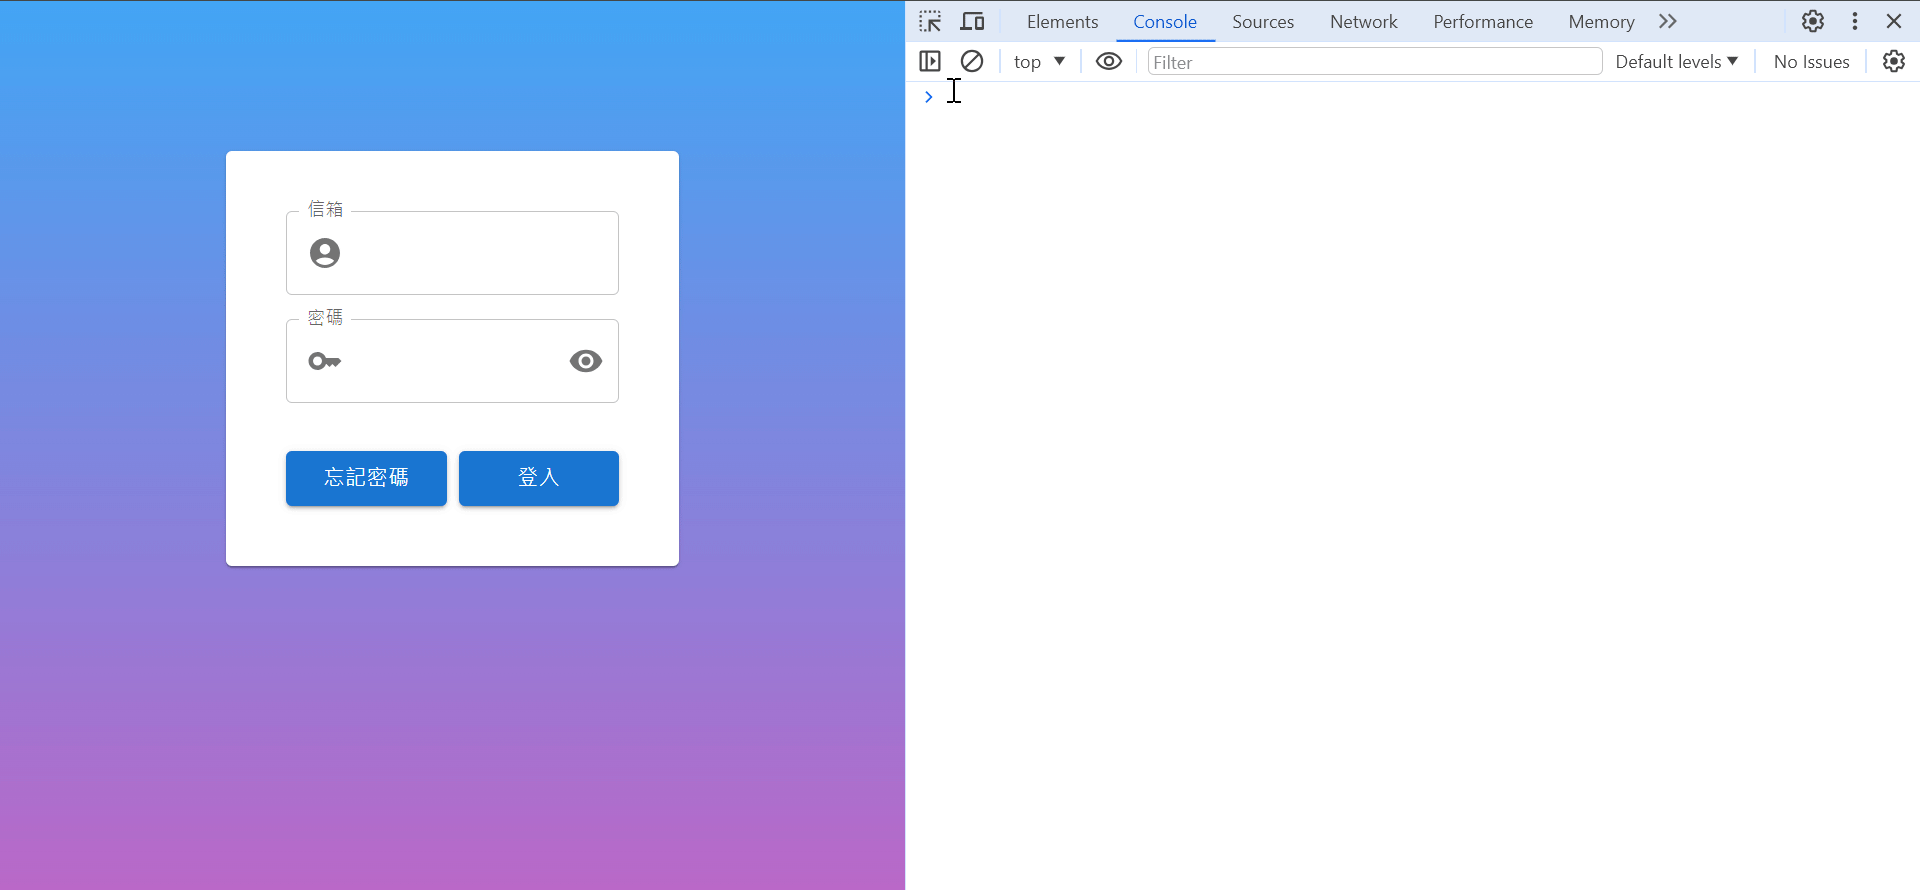 信箱
密碼
忘記密碼 登入
Elements Console Sources Network Performance Memory
top Filter Default levels No Issues